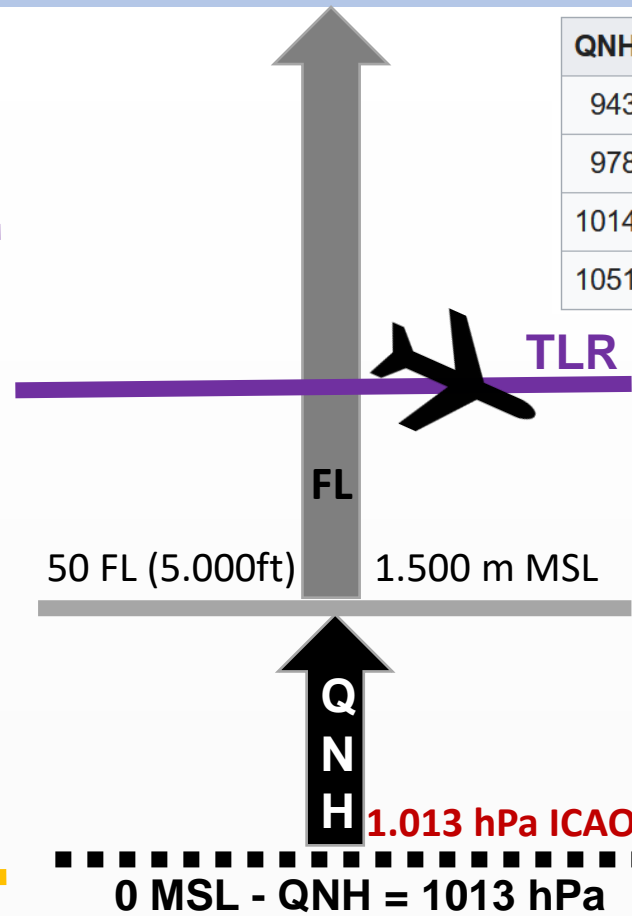 QNH
943
978
1014
1051
TLR
FL
50 FL (5.000ft)
1.500 m MSL
QNH
1.013 hPa ICAO
0 MSL - QNH = 1013 hPa